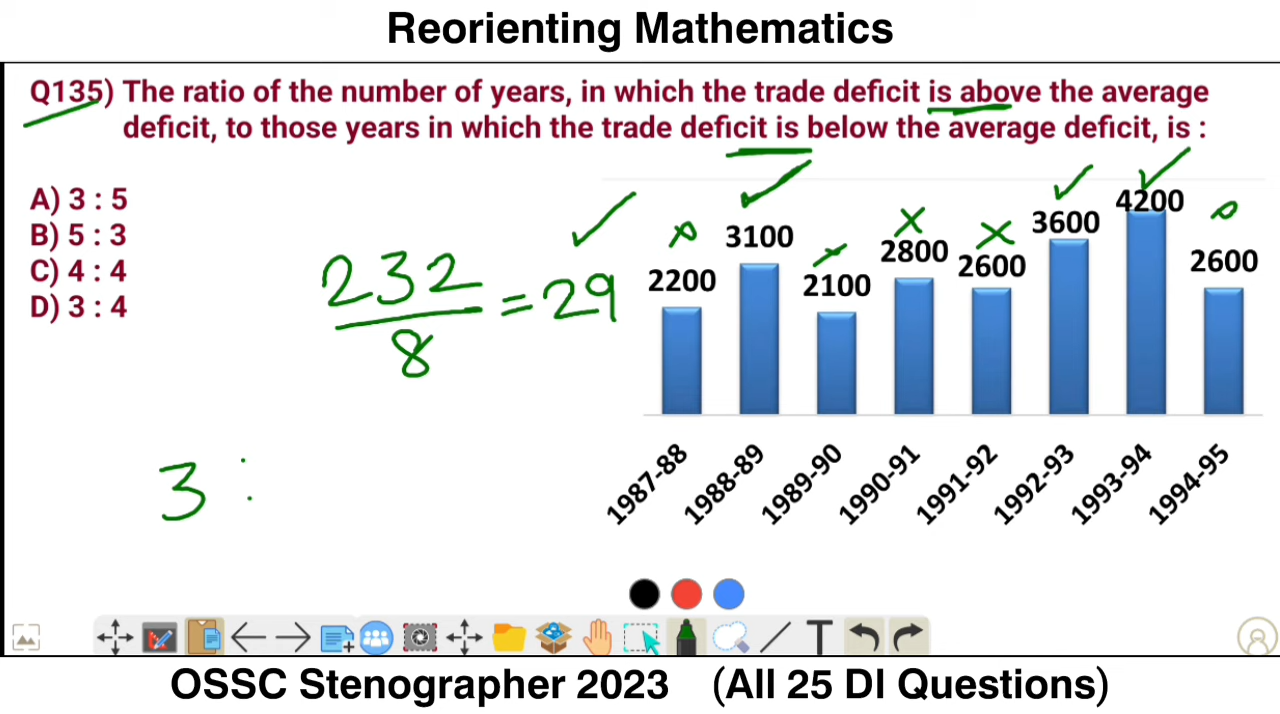 Reorienting Mathematics
Q135) The ratio of the number of years, in which the trade deficit is above the average
deficit, to those years in which the trade deficit is below the average deficit, is :
A) 3 : 5
B) 5 : 3
C) 4 : 4
D) 3 : 4
232
8
= 29
3 :
2200
3100
2100
2800
2600
3600
4200
2600
1987-88
1988-89
1989-90
1990-91
1991-92
1992-93
1993-94
1994-95
T
OSSC Stenographer 2023 (All 25 DI Questions)